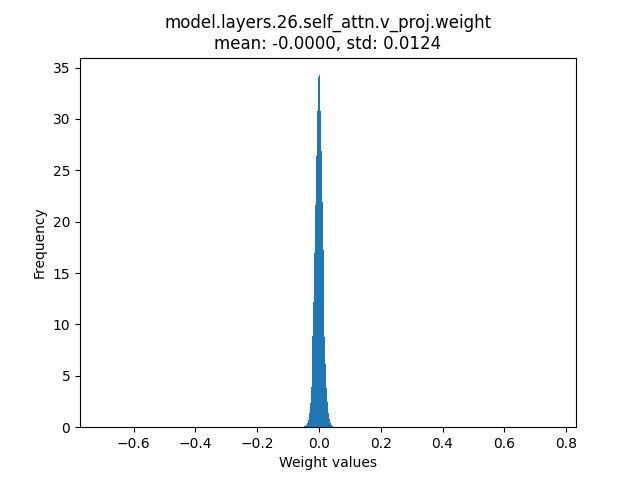 model.layers.26.self_attn.v_proj.weight
mean: -0.0000, std: 0.0124
35
30
25
20
15
10
5
0
Frequency
−0.6 −0.4 −0.2 0.0 0.2 0.4 0.6 0.8
Weight values